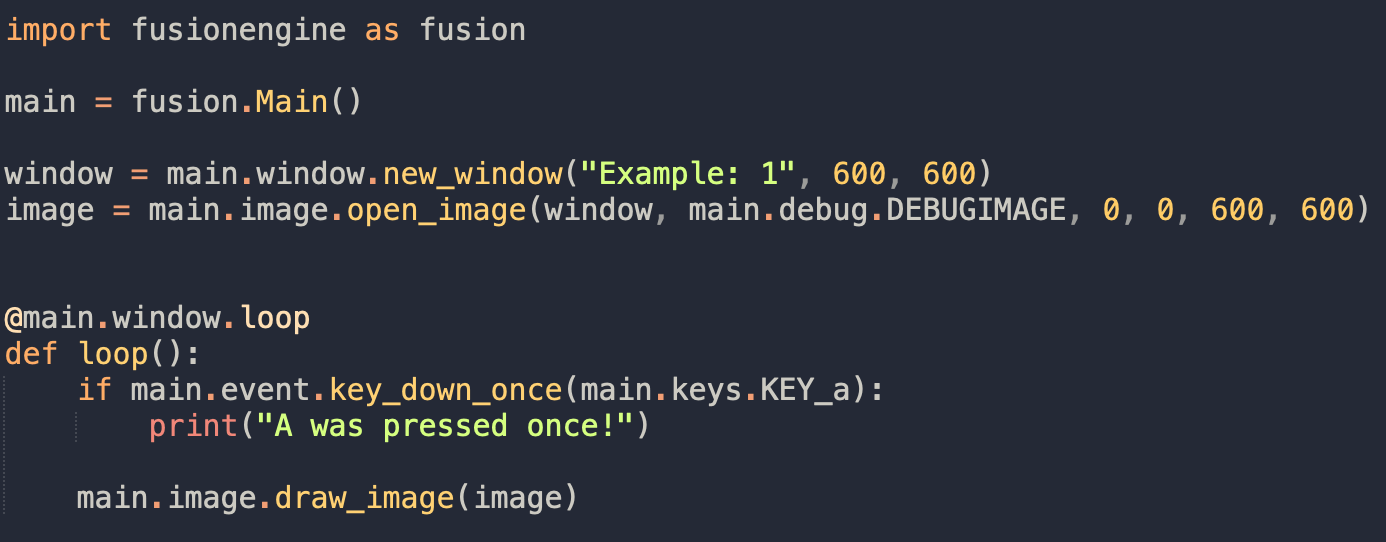 import fusionengine as fusion
main = fusion.Main()
window = main.window.new_window("Example: 1", 600, 600)
image = main.image.open_image(window, main.debug.DEBUGIMAGE, 0, 0, 600, 600)
@main.window.loop
def loop():
    if main.event.key_down_once(main.keys.KEY_a):
        print("A was pressed once!")
    main.image.draw_image(image)